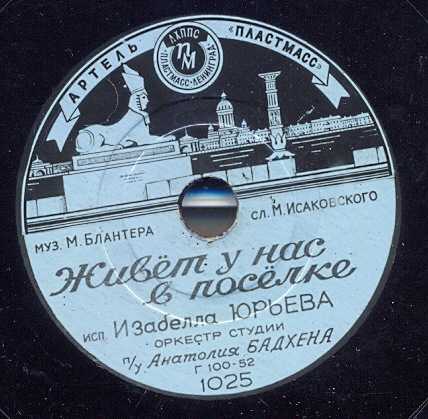 АРТЕЛЬ «ПЛАСТМАСС»
ЛХППС
ПМ
«ПЛАСТМАСС-ЛЕНИНГРАД»
МУЗ. М. БЛАНТЕРА
СЛ. М. ИСАКОВСКОГО
Живёт у нас
в посёлке
ИСП Изабелла ЮРЬЕВА
ОРКЕСТР СТУДИИ
П/У Анатолия БАДХЕНА
Г 100-52
1025